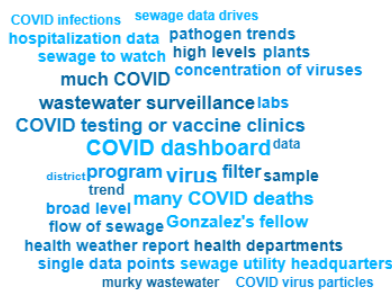 COVID infections sewage data drives
hospitalization data pathogen trends
sewage to watch high levels plants
much COVID concentration of viruses
wastewater surveillance labs
COVID testing or vaccine clinics
COVID dashboard data
district program virus filter sample
trend many COVID deaths
broad level
flow of sewage Gonzalez's fellow
health weather report health departments
single data points sewage utility headquarters
murky wastewater COVID virus particles